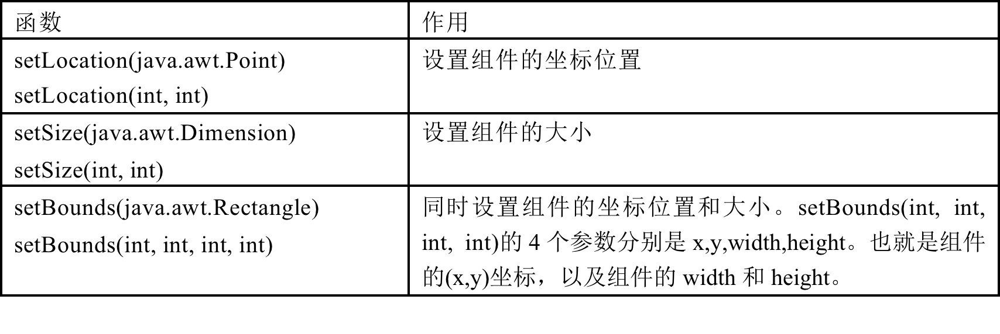 函数
作用
setLocation(java.awt.Point)
setLocation(int, int)
设置组件的坐标位置
setSize(java.awt.Dimension)
setSize(int, int)
设置组件的大小
setBounds(java.awt.Rectangle)
setBounds(int, int, int, int)
同时设置组件的坐标位置和大小。setBounds(int, int,
int, int)的 4 个参数分别是 x,y,width,height。也就是组件
的(x,y)坐标，以及组件的 width 和 height。